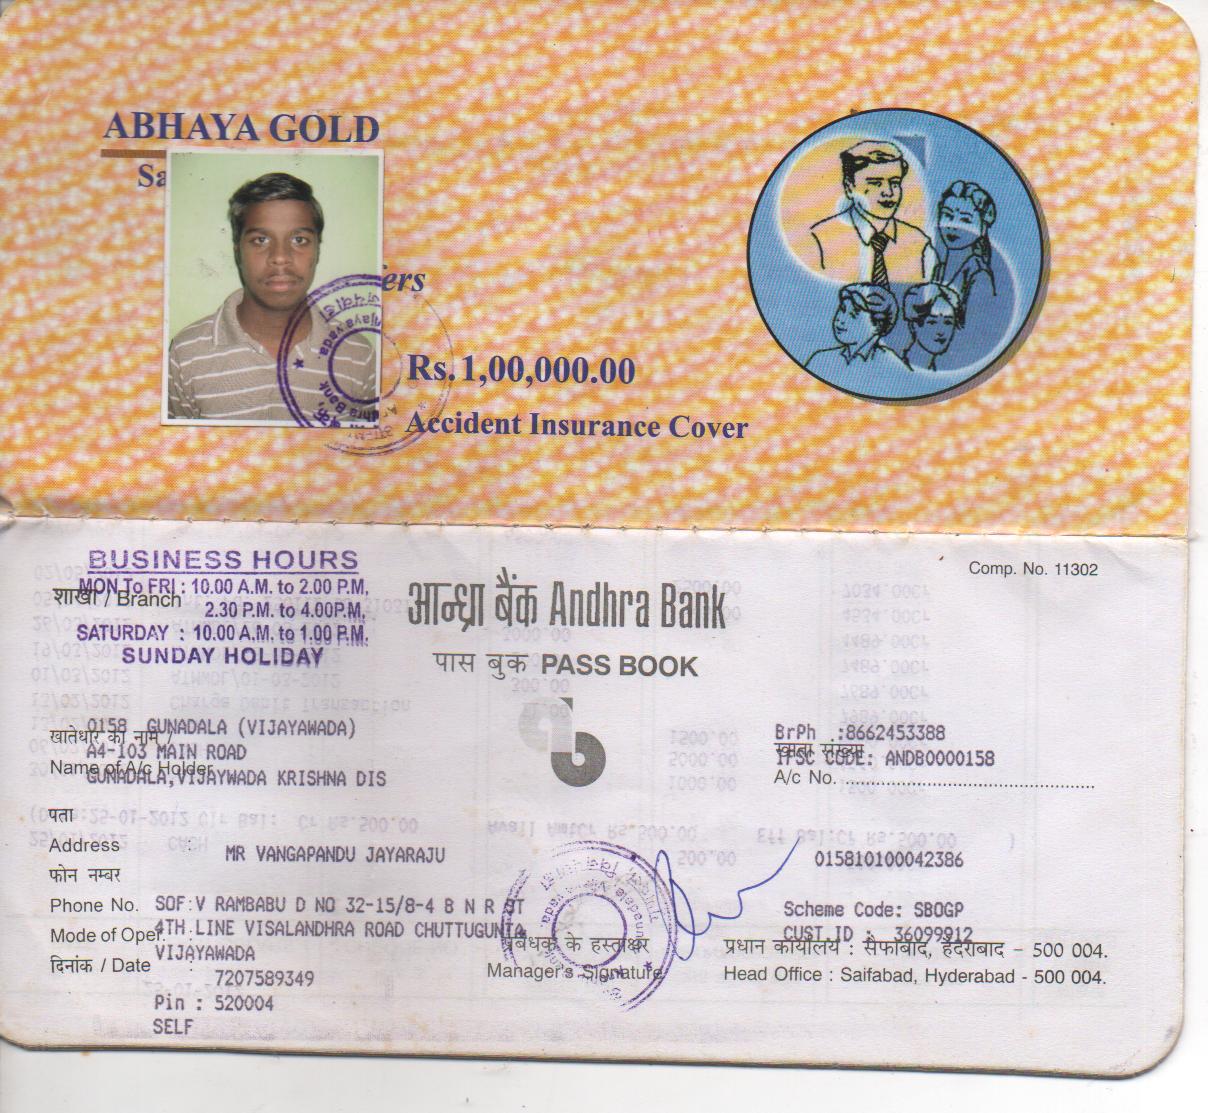 ABHAYA GOLD
Sa
ers
Rs.1,00,000.00
Accident Insurance Cover
BUSINESS HOURS
MON To FRI : 10.00 A.M. to 2.00 P.M.
2.30 P.M. to 4.00P.M.
SATURDAY : 10.00 A.M. to 1.00 P.M.
SUNDAY HOLIDAY
शाखा / Branch
Comp. No. 11302
आन्ध्रा बैंक Andhra Bank
पास बुक PASS BOOK
0158 GUNADALA (VIJAYAWADA)
खातेधार का नाम /
A4-103 MAIN ROAD
Name of A/c Holder
GUNADALA,VIJAYWADA KRISHNA DIS
BrPh :8662453388
खाता संख्या
IFSC CODE: ANDB0000158
A/c No.
पता
Address :
MR VANGAPANDU JAYARAJU
015810100042386
फोन नम्बर
Phone No.
SOF:V RAMBABU D NO 32-15/8-4 B N R ST
Scheme Code: SBOGP
Mode of Oper.
4TH LINE VISALANDHRA ROAD CHUTTUGUNTA
CUST ID : 36099912
VIJAYAWADA
प्रबंधक के हस्ताक्षर
Manager's Signature
प्रधान कार्यालय : सैफाबाद, हैदराबाद – 500 004.
Head Office : Saifabad, Hyderabad - 500 004.
दिनांक / Date :
7207589349
Pin : 520004
SELF